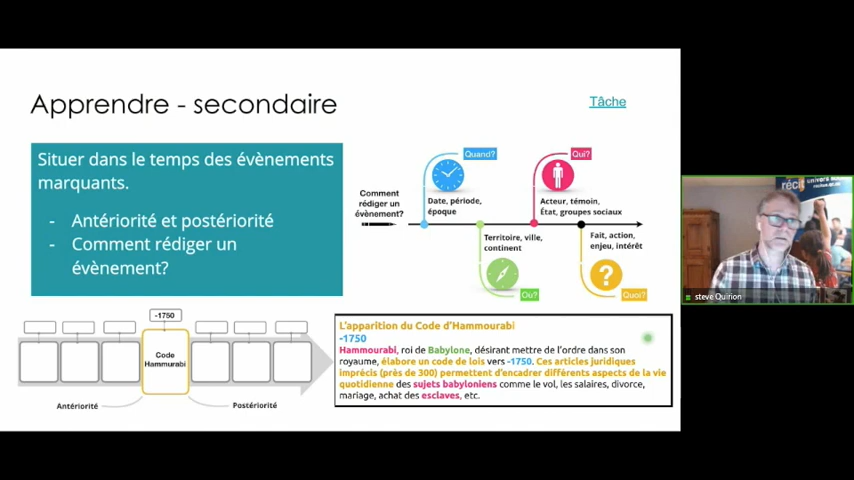 Apprendre - secondaire
Tâche
Situer dans le temps des évènements
marquants.
- Antériorité et postériorité
- Comment rédiger un
évènement?
Comment
rédiger un
évènement?
Quand?
Date, période,
époque
Qui?
Acteur, témoin,
État, groupes sociaux
Territoire, ville,
continent
Où?
Fait, action,
enjeu, intérêt
Quoi?
-1750
Code
Hammurabi
Antériorité
Postériorité
L'apparition du Code d'Hammourabi
-1750
Hammourabi, roi de Babylone, désirant mettre de l'ordre dans son
royaume, élabore un code de lois vers -1750. Ces articles juridiques
imprécis (près de 300) permettent d'encadrer différents aspects de la vie
quotidienne des sujets babyloniens comme le vol, les salaires, divorce,
mariage, achat des esclaves, etc.
récit
steve Quirion